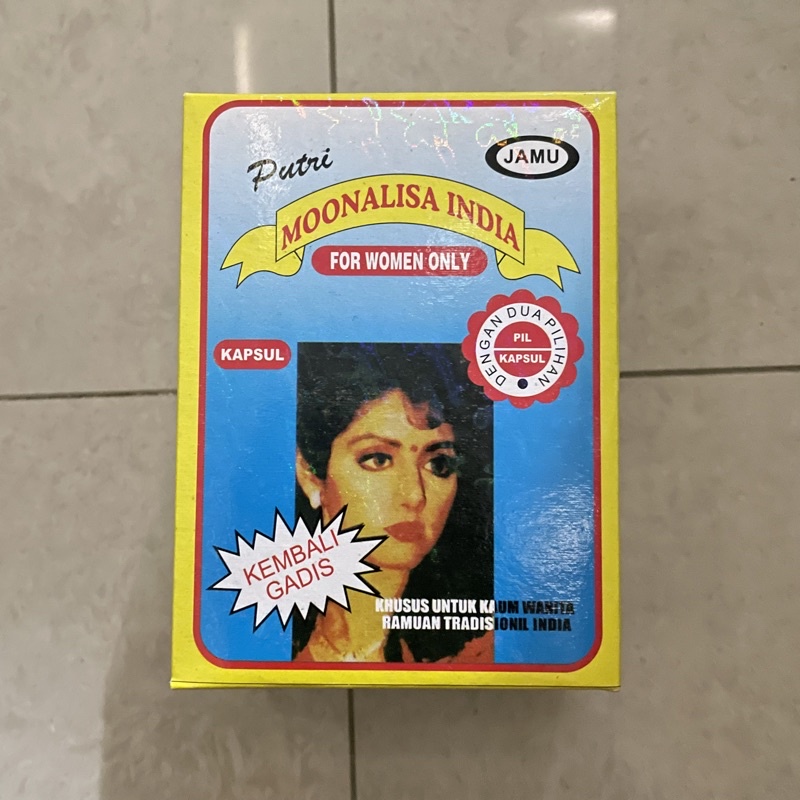 Putri
JAMU
MOONALISA INDIA
FOR WOMEN ONLY
DENGAN DUA PILIHAN
PIL
KAPSUL
KAPSUL
KEMBALI
GADIS
KHUSUS UNTUK KAUM WANITA
RAMUAN TRADISIONIL INDIA